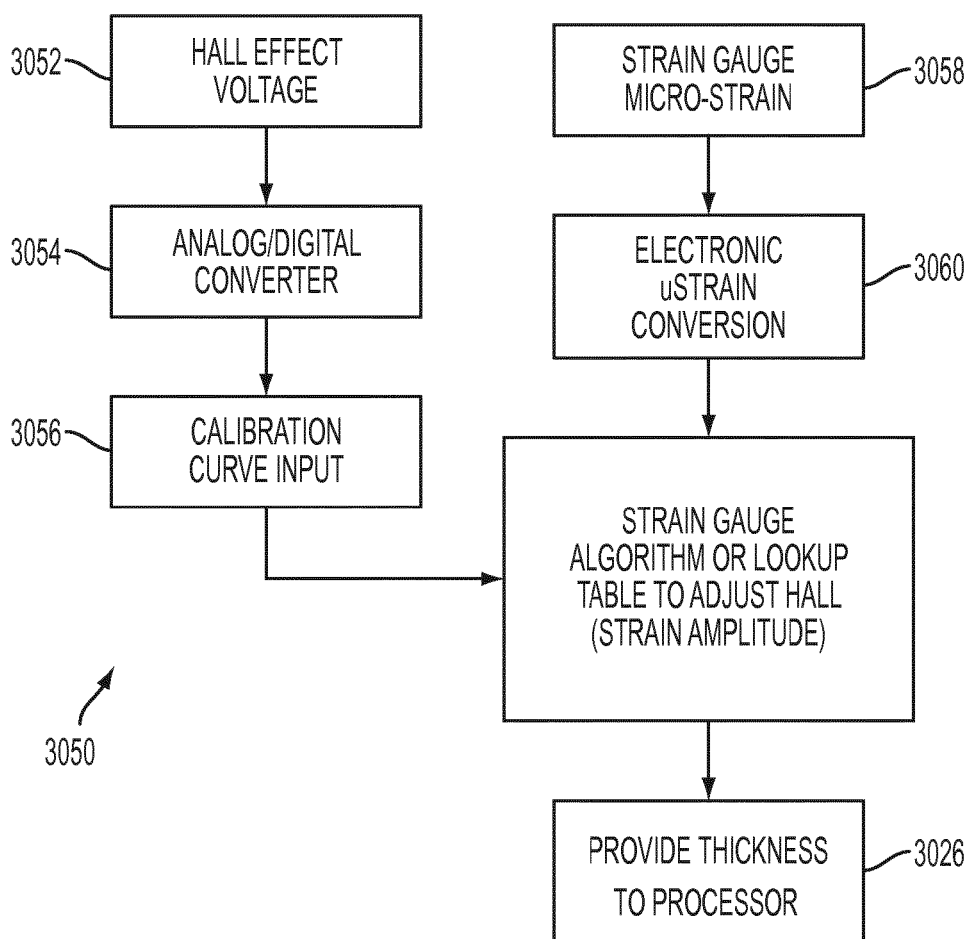 3052
HALL EFFECT
VOLTAGE
3054
ANALOG/DIGITAL
CONVERTER
3056
CALIBRATION
CURVE INPUT
STRAIN GAUGE
MICRO-STRAIN
3058
ELECTRONIC
uSTRAIN
CONVERSION
3060
STRAIN GAUGE
ALGORITHM OR LOOKUP
TABLE TO ADJUST HALL
(STRAIN AMPLITUDE)
3050
PROVIDE THICKNESS
TO PROCESSOR
3026